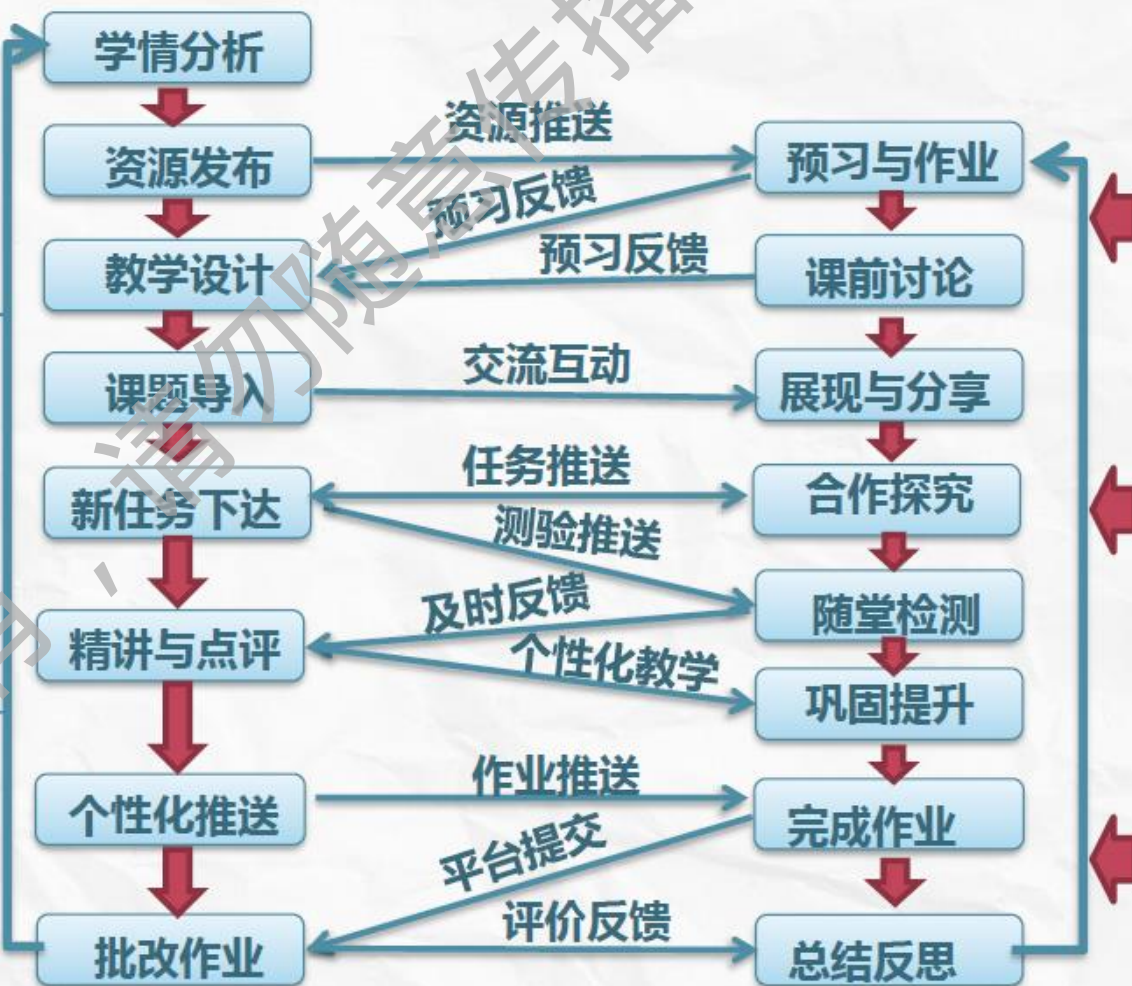 学情分析
资源推送
资源发布
预习与作业
预习反馈
教学设计
预习反馈
课前讨论
课题导入
交流互动
展现与分享
新任务下达
任务推送
合作探究
测验推送
及时反馈
随堂检测
精讲与点评
个性化教学
巩固提升
个性化推送
作业推送
完成作业
平台提交
批改作业
评价反馈
总结反思
，请勿随意传播